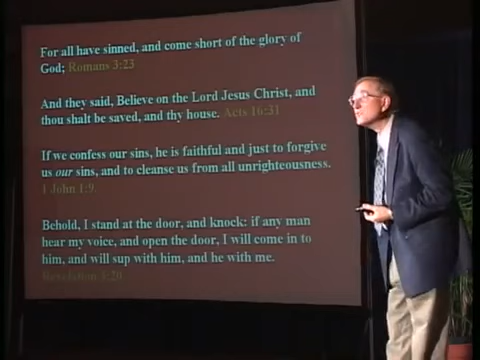 For all have sinned, and come short of the glory of
God; Romans 3:23
And they said, Believe on the Lord Jesus Christ, and
thou shalt be saved, and thy house. Acts 16:31
If we confess our sins, he is faithful and just to forgive
us our sins, and to cleanse us from all unrighteousness.
1 John 1:9.
Behold, I stand at the door, and knock: if any man
hear my voice, and open the door, I will come in to
him, and will sup with him, and he with me.
Revelation 3:20